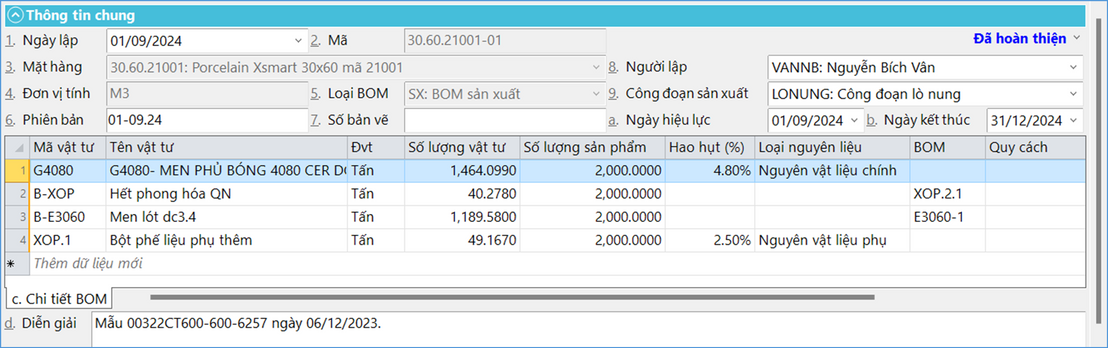 Thông tin chung
1. Ngày lập 01/09/2024 2. Mã 30.60.21001-01 Đã hoàn thiện
3. Mặt hàng 30.60.21001: Porcelain Xsmart 30x60 mã 21001 8. Người lập VANNB: Nguyễn Bích Vân
4. Đơn vị tính M3 5. Loại BOM SX: BOM sản xuất 9. Công đoạn sản xuất LONUNG: Công đoạn lò nung
6. Phiên bản 01-09.24 7. Số bản vẽ a. Ngày hiệu lực 01/09/2024 b. Ngày kết thúc 31/12/2024
Mã vật tư Tên vật tư Đvt Số lượng vật tư Số lượng sản phẩm Hao hụt (%) Loại nguyên liệu BOM Quy cách
1 G4080 G4080- MEN PHỦ BÓNG 4080 CER DC Tấn 1,464.0990 2,000.0000 4.80% Nguyên vật liệu chính
2 B-XOP Hết phong hóa QN Tấn 40.2780 2,000.0000 XOP.2.1
3 B-E3060 Men lót dc3.4 Tấn 1,189.5800 2,000.0000 E3060-1
4 XOP.1 Bột phế liệu phụ thêm Tấn 49.1670 2,000.0000 2.50% Nguyên vật liệu phụ
* Thêm dữ liệu mới
c. Chi tiết BOM
d. Diễn giải Mẫu 00322CT600-600-6257 ngày 06/12/2023.